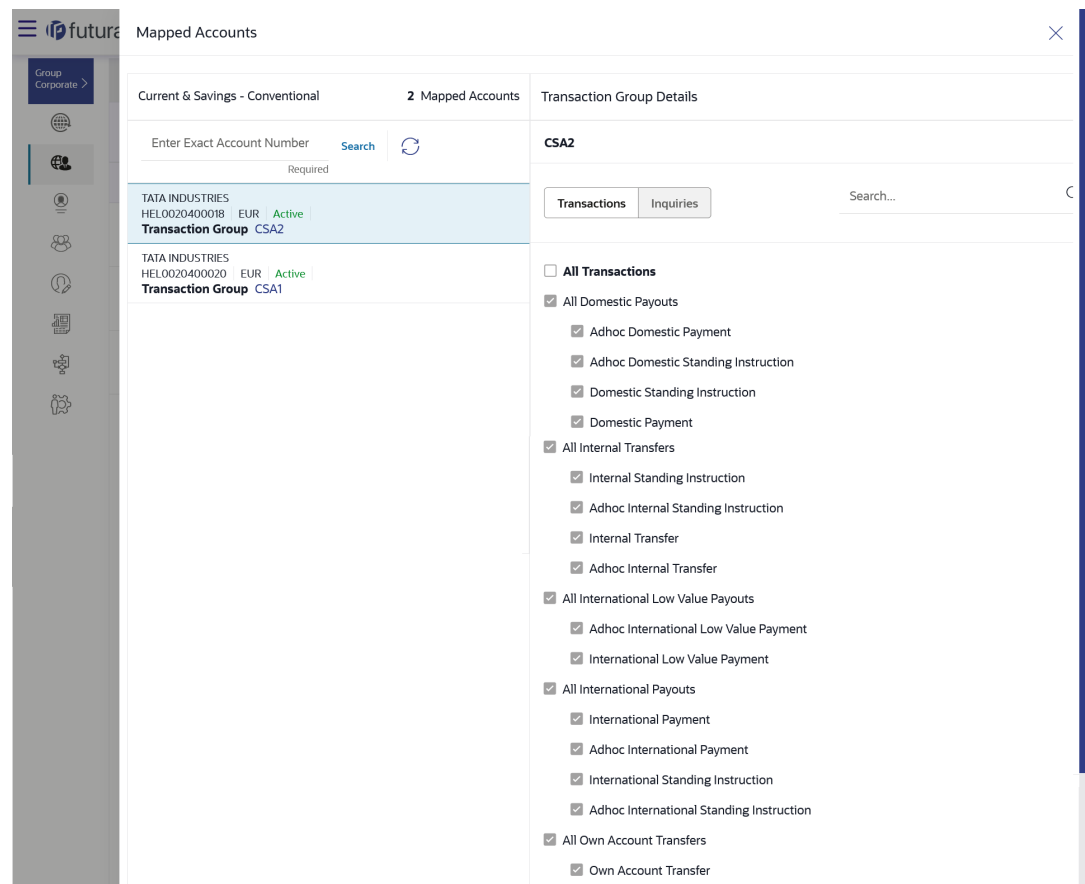 futura
Mapped Accounts
Group
Corporate
Current & Savings - Conventional
2 Mapped Accounts
Enter Exact Account Number
Search
Required
TATA INDUSTRIES
HEL0020400018 EUR Active
Transaction Group CSA2
TATA INDUSTRIES
HEL0020400020 EUR Active
Transaction Group CSA1
Transaction Group Details
CSA2
Transactions
Inquiries
Search...
All Transactions
All Domestic Payouts
Adhoc Domestic Payment
Adhoc Domestic Standing Instruction
Domestic Standing Instruction
Domestic Payment
All Internal Transfers
Internal Standing Instruction
Adhoc Internal Standing Instruction
Internal Transfer
Adhoc Internal Transfer
All International Low Value Payouts
Adhoc International Low Value Payment
International Low Value Payment
All International Payouts
International Payment
Adhoc International Payment
International Standing Instruction
Adhoc International Standing Instruction
All Own Account Transfers
Own Account Transfer